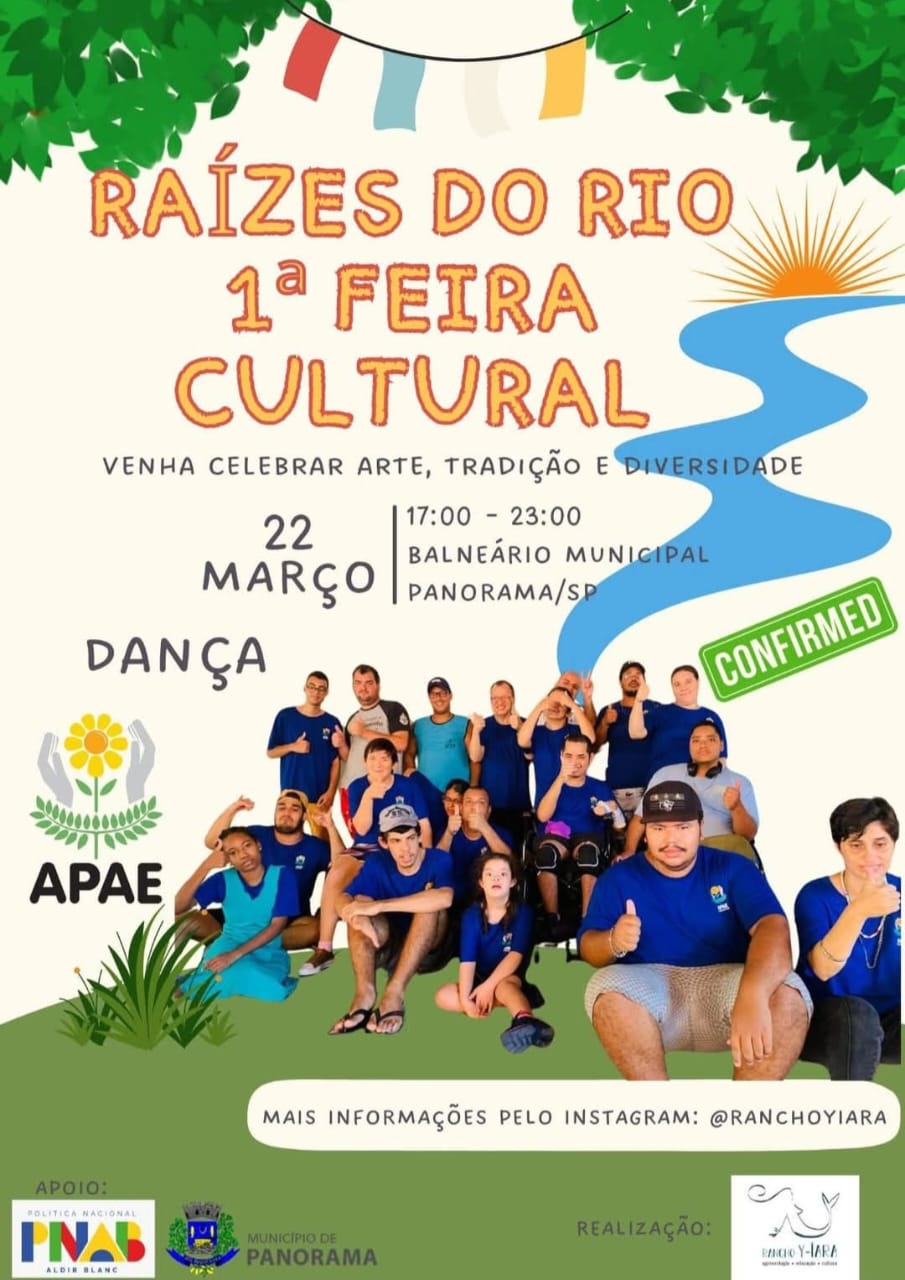 RAÍZES DO RIO
1ª FEIRA
CULTURAL
VENHA CELEBRAR ARTE, TRADIÇÃO E DIVERSIDADE
22
MARÇO
17:00 - 23:00
BALNEÁRIO MUNICIPAL
PANORAMA/SP
CONFIRMED
DANÇA
APAE
MAIS INFORMAÇÕES PELO INSTAGRAM: @RANCHOYIARA
APOIO:
POLÍTICA NACIONAL
PNAB
ALDIR BLANC
MUNICÍPIO DE
PANORAMA
REALIZAÇÃO:
RANCHO Y-IARA